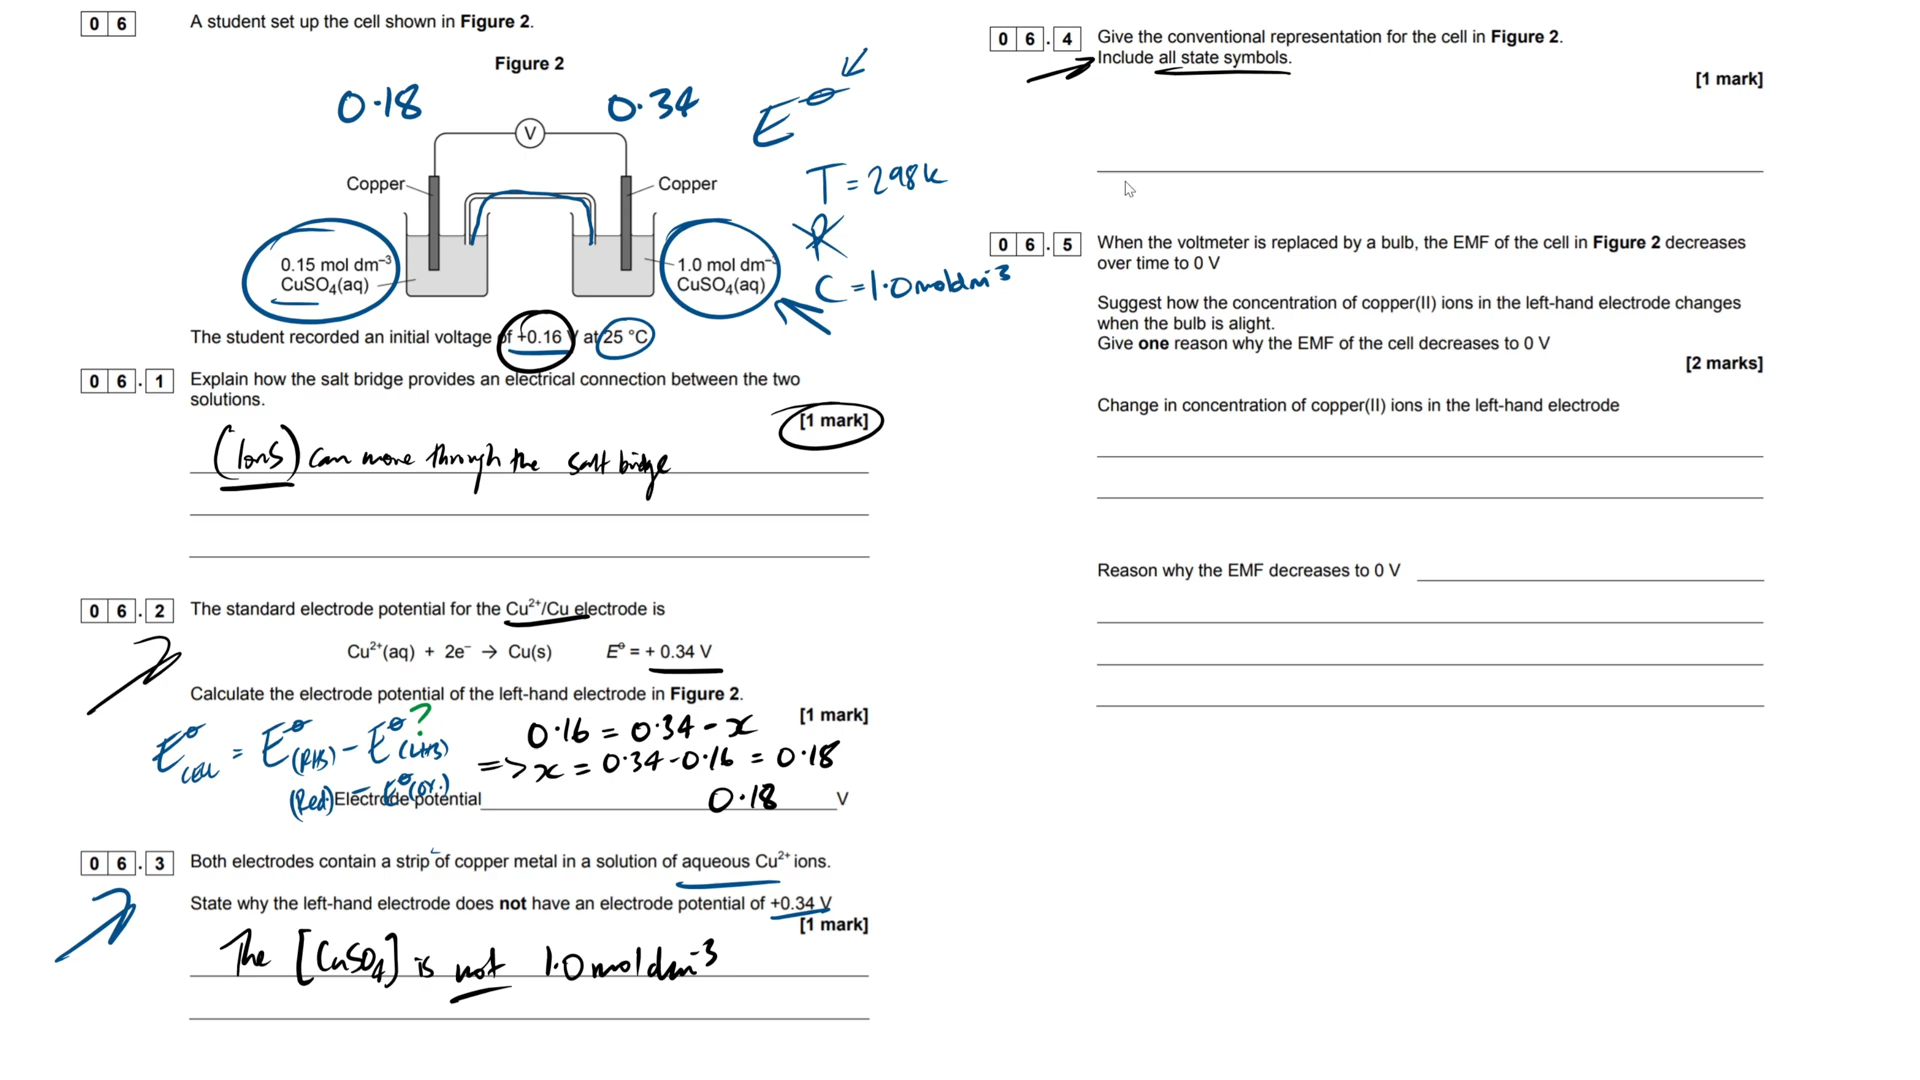 0 6
A student set up the cell shown in Figure 2.
Figure 2
0.18
0.34
E⦵
V
Copper
Copper
T = 298k
0.15 mol dm⁻³
CuSO₄(aq)
1.0 mol dm⁻
CuSO₄(aq)
C = 1.0moldm⁻³
The student recorded an initial voltage of +0.16 V at 25 °C
0 6 . 1
Explain how the salt bridge provides an electrical connection between the two
solutions.
[1 mark]
(Ions) can move through the salt bridge
0 6 . 2
The standard electrode potential for the Cu²⁺/Cu electrode is
Cu²⁺(aq) + 2e⁻ → Cu(s) E⦵ = + 0.34 V
Calculate the electrode potential of the left-hand electrode in Figure 2.
[1 mark]
E⦵cell = E⦵(RHS) – E⦵(LHS) ?
0.16 = 0.34 – x
=> x = 0.34 – 0.16 = 0.18
(Red) – E⦵(ox.)
Electrode potential 0.18 V
0 6 . 3
Both electrodes contain a strip of copper metal in a solution of aqueous Cu²⁺ ions.
State why the left-hand electrode does not have an electrode potential of +0.34 V
[1 mark]
The [CuSO₄] is not 1.0moldm⁻³
0 6 . 4
Give the conventional representation for the cell in Figure 2.
Include all state symbols.
[1 mark]
0 6 . 5
When the voltmeter is replaced by a bulb, the EMF of the cell in Figure 2 decreases
over time to 0 V
Suggest how the concentration of copper(II) ions in the left-hand electrode changes
when the bulb is alight.
Give one reason why the EMF of the cell decreases to 0 V
[2 marks]
Change in concentration of copper(II) ions in the left-hand electrode
Reason why the EMF decreases to 0 V